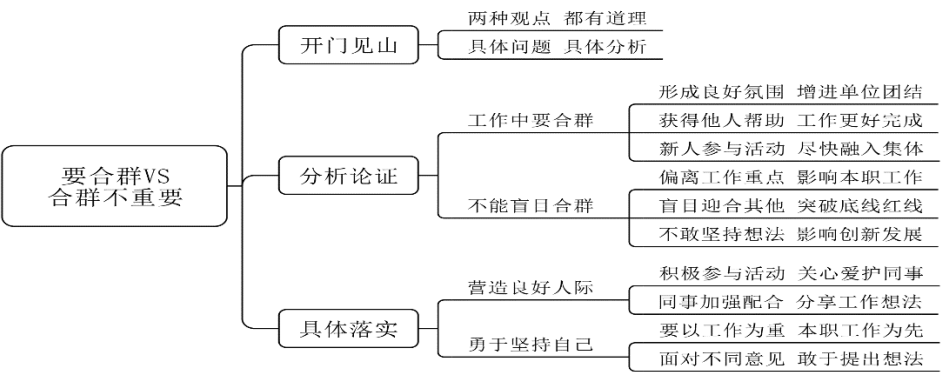 要合群VS
合群不重要
开门见山
两种观点 都有道理
具体问题 具体分析
分析论证
工作中要合群
形成良好氛围 增进单位团结
获得他人帮助 工作更好完成
新人参与活动 尽快融入集体
不能盲日合群
偏离工作重点 影响本职工作
盲日迎合其他 突破底线红线
不敢坚持想法 影响创新发展
具体落实
营造良好人际
积极参与活动 关心爱护同事
同事加强配合 分享工作想法
勇于坚持自己
要以工作为重 本职工作为先
面对不同意见 敢于提出想法